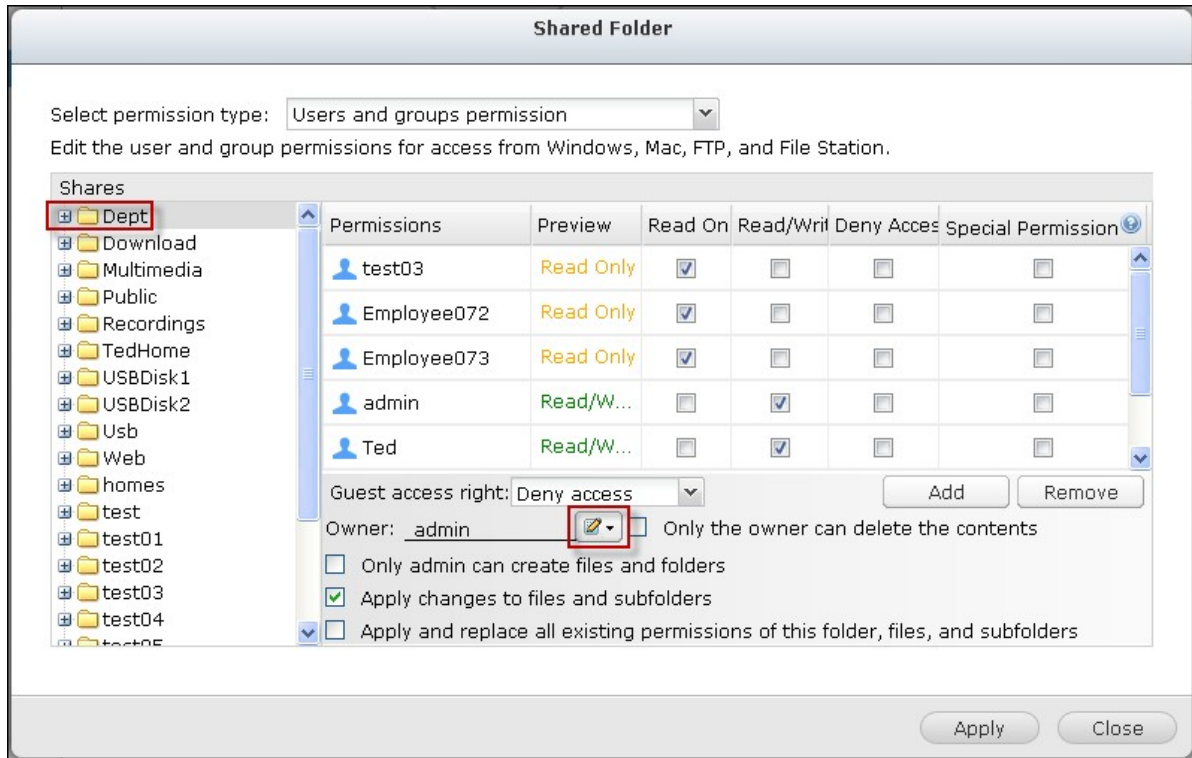 Shared Folder
Select permission type: Users and groups permission
Edit the user and group permissions for access from Windows, Mac, FTP, and File Station.
Shares
Dept
Download
Multimedia
Public
Recordings
TedHome
USBDisk1
USBDisk2
Usb
Web
homes
test
test01
test02
test03
test04
Permissions Preview Read On Read/Writ Deny Acces Special Permission
test03 Read Only
Employee072 Read Only
Employee073 Read Only
admin Read/W...
Ted Read/W...
Guest access right: Deny access Add Remove
Owner: admin Only the owner can delete the contents
Only admin can create files and folders
Apply changes to files and subfolders
Apply and replace all existing permissions of this folder, files, and subfolders
Apply Close